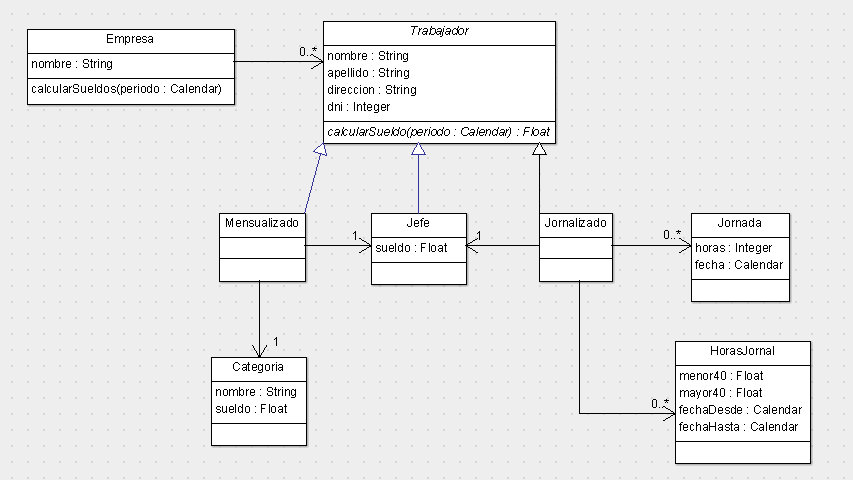 Empresa
nombre : String
calcularSueldos(periodo : Calendar)
0..*
Trabajador
nombre : String
apellido : String
direccion : String
dni : Integer
calcularSueldo(periodo : Calendar) : Float
Mensualizado
1
Jefe
sueldo : Float
1
Jornalizado
0..*
Jornada
horas : Integer
fecha : Calendar
1
Categoria
nombre : String
sueldo : Float
0..*
HorasJornal
menor40 : Float
mayor40 : Float
fechaDesde : Calendar
fechaHasta : Calendar